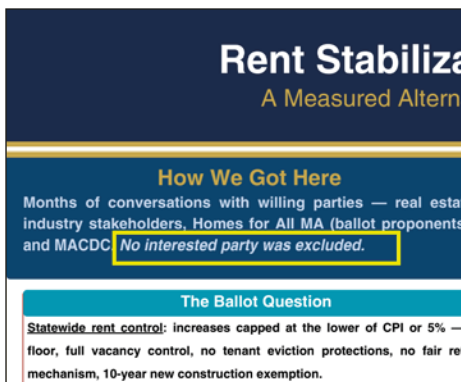 Rent Stabiliza
A Measured Altern
How We Got Here
Months of conversations with willing parties — real esta
industry stakeholders, Homes for All MA (ballot proponents
and MACDC. No interested party was excluded.
The Ballot Question
Statewide rent control: increases capped at the lower of CPI or 5% —
floor, full vacancy control, no tenant eviction protections, no fair re
mechanism, 10-year new construction exemption.